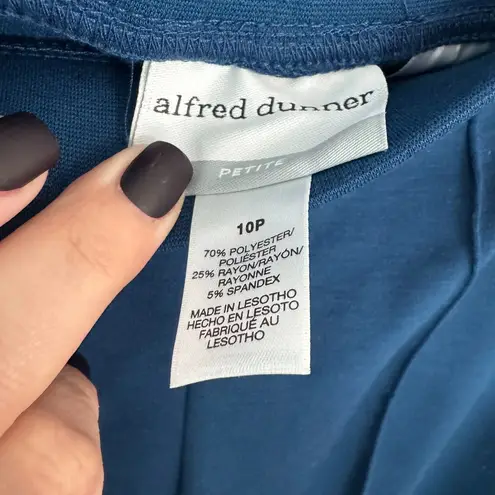 alfred dunner
PETITE
10P
70% POLYESTER/
POLIÉSTER
25% RAYON/RAYÓN/
RAYONNE
5% SPANDEX
MADE IN LESOTHO
HECHO EN LESOTO
FABRIQUÉ AU
LESOTHO